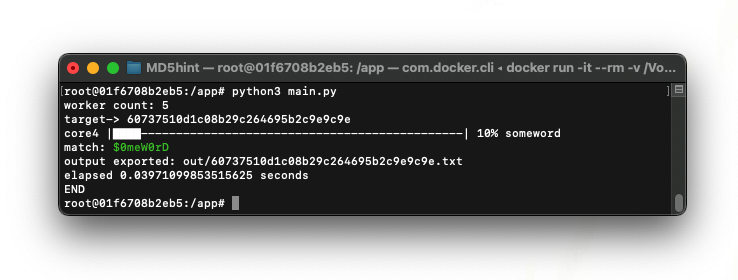 MD5hint — root@01f6708b2eb5: /app — com.docker.cli ◂ docker run -it --rm -v /Vo...
[root@01f6708b2eb5:/app# python3 main.py ]
worker count: 5
target-> 60737510d1c08b29c264695b2c9e9c9e
core4 |████----------------------------------------------| 10% someword
match: $0meW0rD
output exported: out/60737510d1c08b29c264695b2c9e9c9e.txt
elapsed 0.03971099853515625 seconds
END
root@01f6708b2eb5:/app#